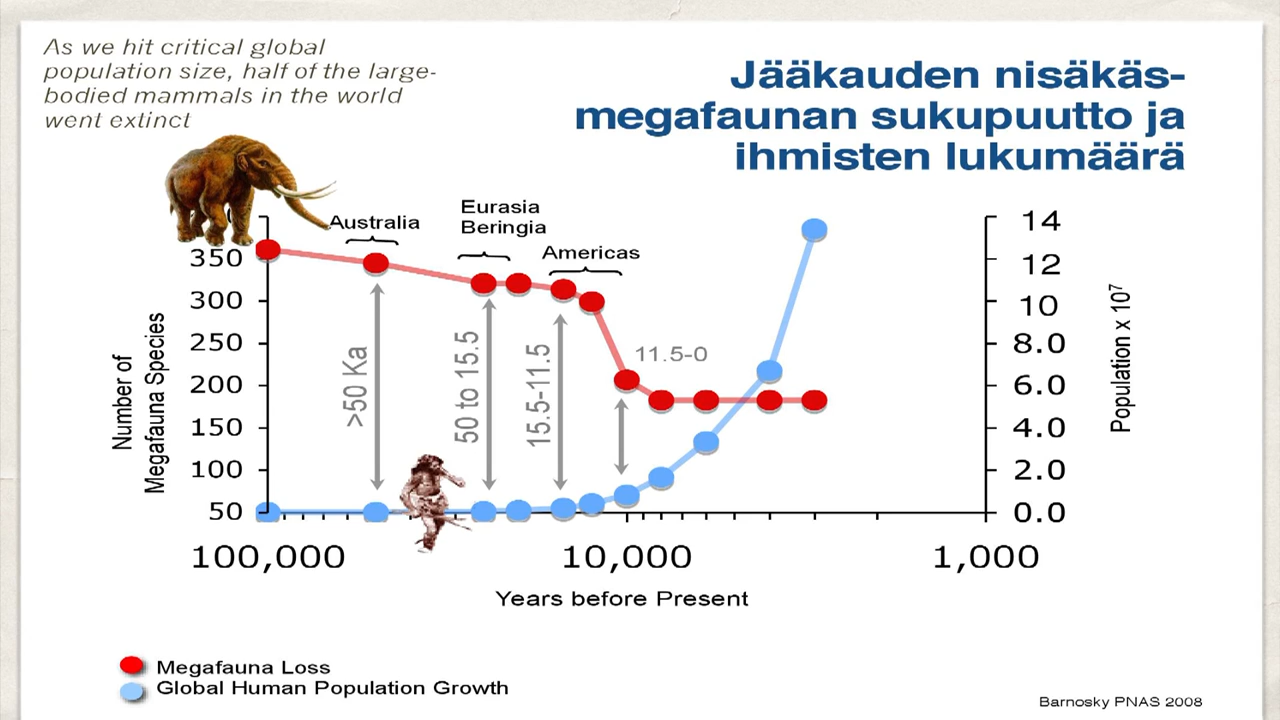 As we hit critical global
population size, half of the large-
bodied mammals in the world
went extinct
Jääkauden nisäkäs-
megafaunan sukupuutto ja
ihmisten lukumäärä
Australia
Eurasia
Beringia
Americas
350
300
250
200
150
100
50
Number of
Megafauna Species
>50 Ka
50 to 15.5
15.5-11.5
11.5-0
14
12
10
8.0
6.0
4.0
2.0
0.0
Population x 10⁷
100,000
10,000
1,000
Years before Present
Megafauna Loss
Global Human Population Growth
Barnosky PNAS 2008